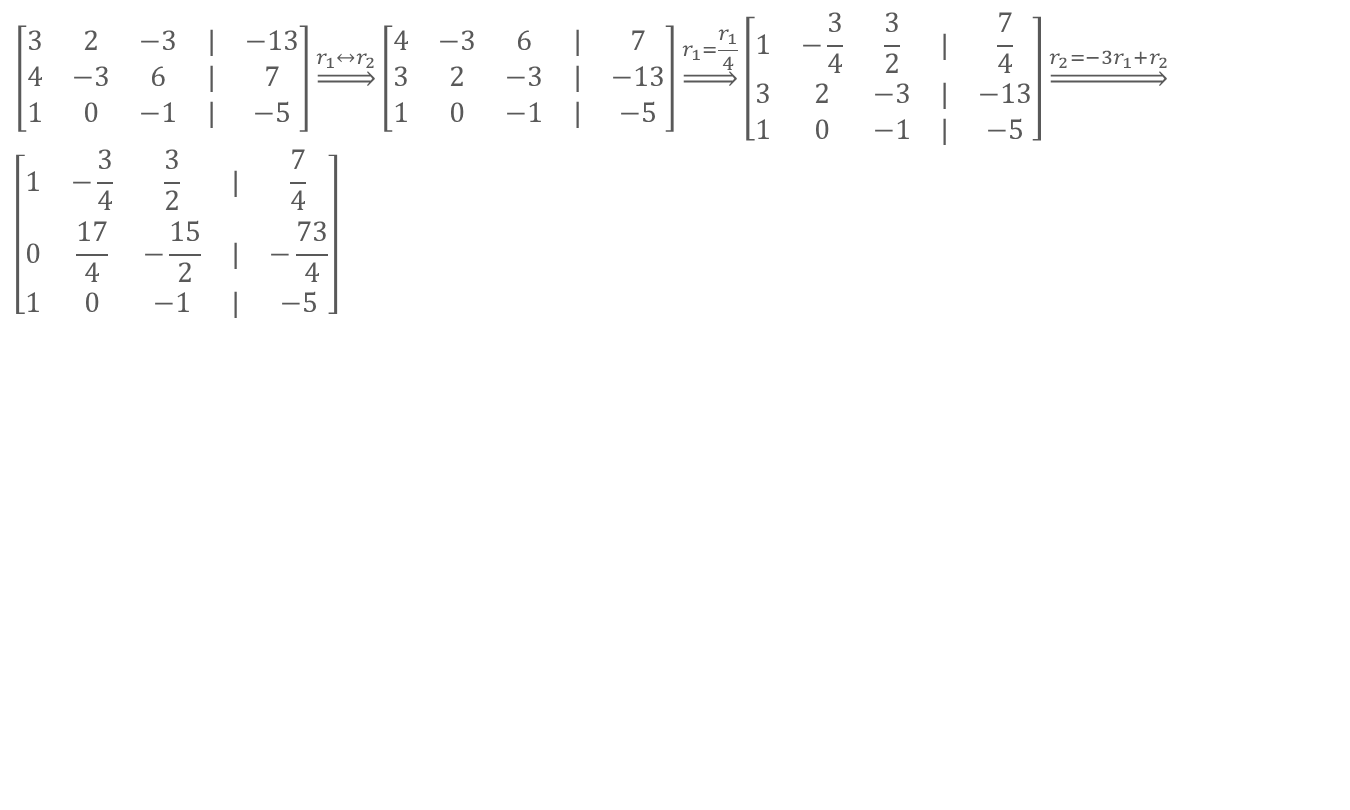 [3 2 −3 | −13; 4 −3 6 | 7; 1 0 −1 | −5] r₁↔r₂ ⟹ [4 −3 6 | 7; 3 2 −3 | −13; 1 0 −1 | −5] r₁=r₁/4 ⟹ [1 −3/4 3/2 | 7/4; 3 2 −3 | −13; 1 0 −1 | −5] r₂=−3r₁+r₂ ⟹
[1 −3/4 3/2 | 7/4; 0 17/4 −15/2 | −73/4; 1 0 −1 | −5]